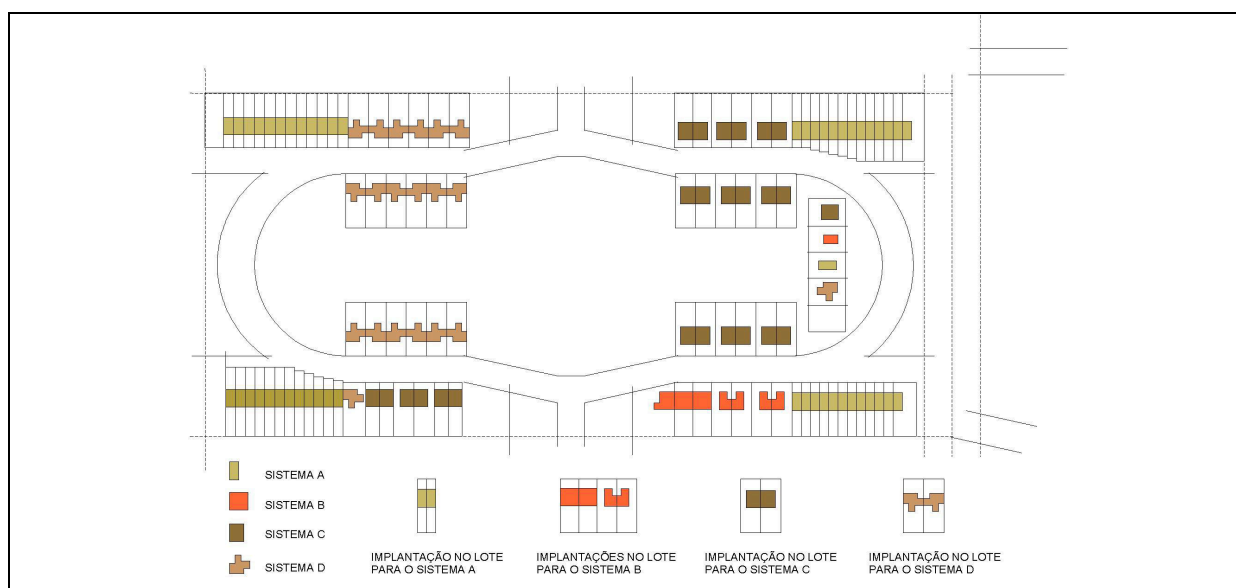 SISTEMA A
SISTEMA B
SISTEMA C
SISTEMA D
IMPLANTAÇÃO NO LOTE
PARA O SISTEMA A
IMPLANTAÇÕES NO LOTE
PARA O SISTEMA B
IMPLANTAÇÃO NO LOTE
PARA O SISTEMA C
IMPLANTAÇÃO NO LOTE
PARA O SISTEMA D